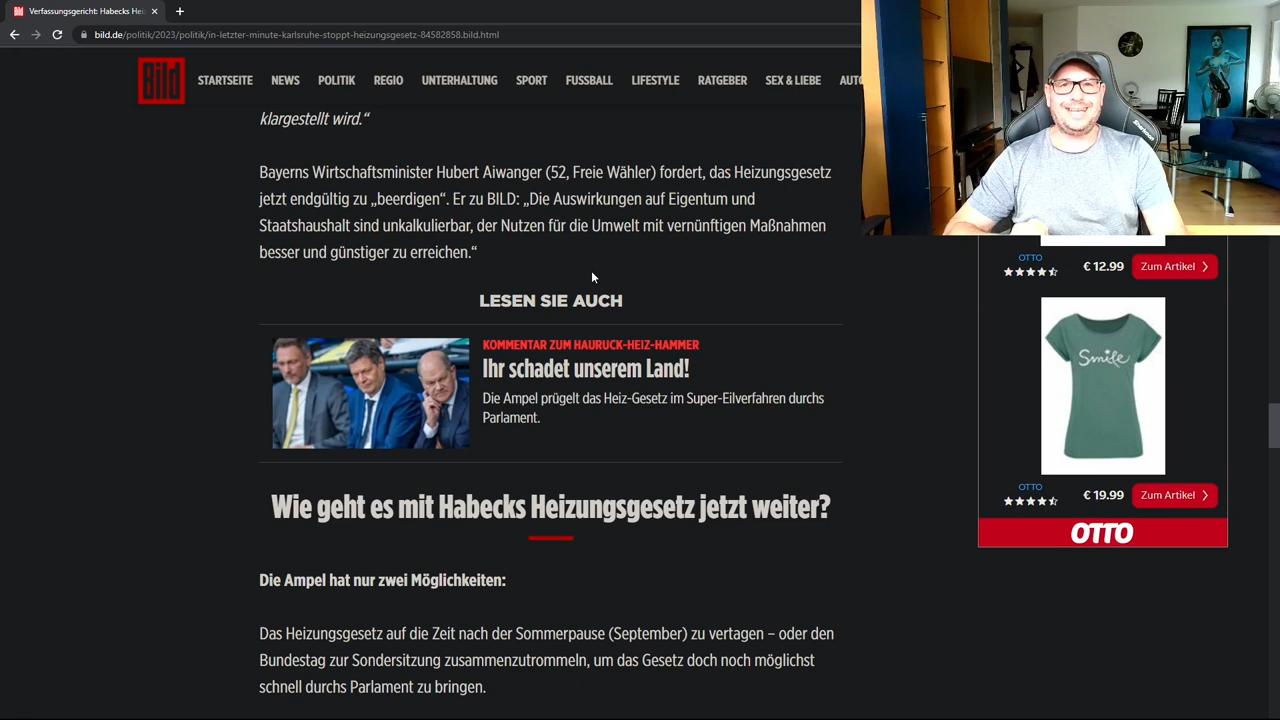 Verfassungsgericht: Habecks Hei
bild.de/politik/2023/politik/in-letzter-minute-karlsruhe-stoppt-heizungsgesetz-84582858.bild.html
Bild
STARTSEITE NEWS POLITIK REGIO UNTERHALTUNG SPORT FUSSBALL LIFESTYLE RATGEBER SEX & LIEBE AUTO
klargestellt wird.“
Bayerns Wirtschaftsminister Hubert Aiwanger (52, Freie Wähler) fordert, das Heizungsgesetz
jetzt endgültig zu „beerdigen“. Er zu BILD: „Die Auswirkungen auf Eigentum und
Staatshaushalt sind unkalkulierbar, der Nutzen für die Umwelt mit vernünftigen Maßnahmen
besser und günstiger zu erreichen.“
LESEN SIE AUCH
KOMMENTAR ZUM HAURUCK-HEIZ-HAMMER
Ihr schadet unserem Land!
Die Ampel prügelt das Heiz-Gesetz im Super-Eilverfahren durchs
Parlament.
Wie geht es mit Habecks Heizungsgesetz jetzt weiter?
Die Ampel hat nur zwei Möglichkeiten:
Das Heizungsgesetz auf die Zeit nach der Sommerpause (September) zu vertagen – oder den
Bundestag zur Sondersitzung zusammenzutrommeln, um das Gesetz doch noch möglichst
schnell durchs Parlament zu bringen.
OTTO
€ 12.99
Zum Artikel
Smile
OTTO
€ 19.99
Zum Artikel
OTTO